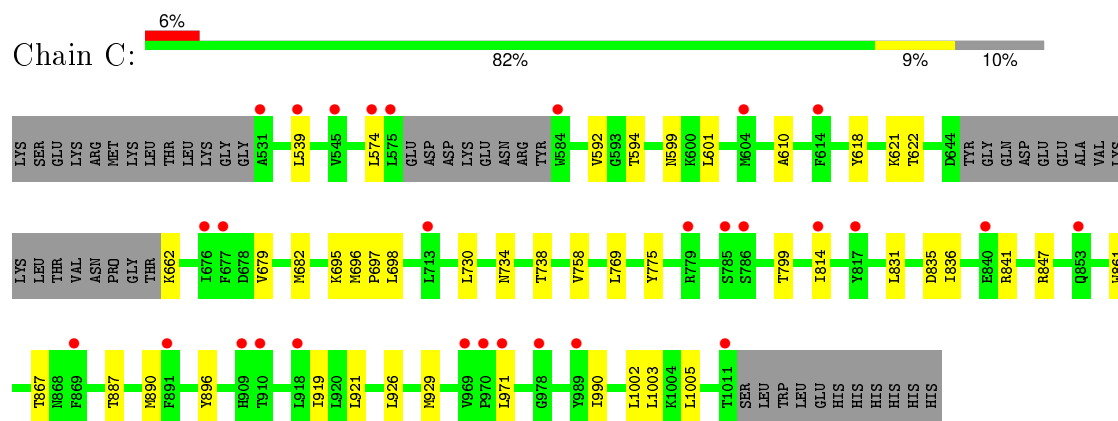 6%
Chain C:
82% 9% 10%
LYS SER GLU LYS ARG MET LYS LEU THR LEU LYS GLY GLY A531 L539 V545 L574 L575 GLU ASP ASP LYS GLU ASN ARG TYR W584 V592 G593 T594 N599 K600 L601 M604 A610 F614 Y618 K621 T622 D644 TYR GLY GLN ASP GLU GLU ALA VAL LYS
LYS LEU THR VAL ASN PRO GLY THR K662 I676 F677 D678 V679 M682 K695 M696 P697 L698 L713 L730 N734 T738 V758 L769 Y775 R779 S785 S786 T799 I814 Y817 L831 D835 I836 E840 R841 R847 Q853 W861
T867 N868 F869 T887 M890 F891 Y896 H909 T910 L918 I919 L920 L921 L926 M929 V969 P970 L971 G978 Y989 I990 L1002 L1003 K1004 L1005 T1011 SER LEU TRP LEU GLU HIS HIS HIS HIS HIS HIS HIS